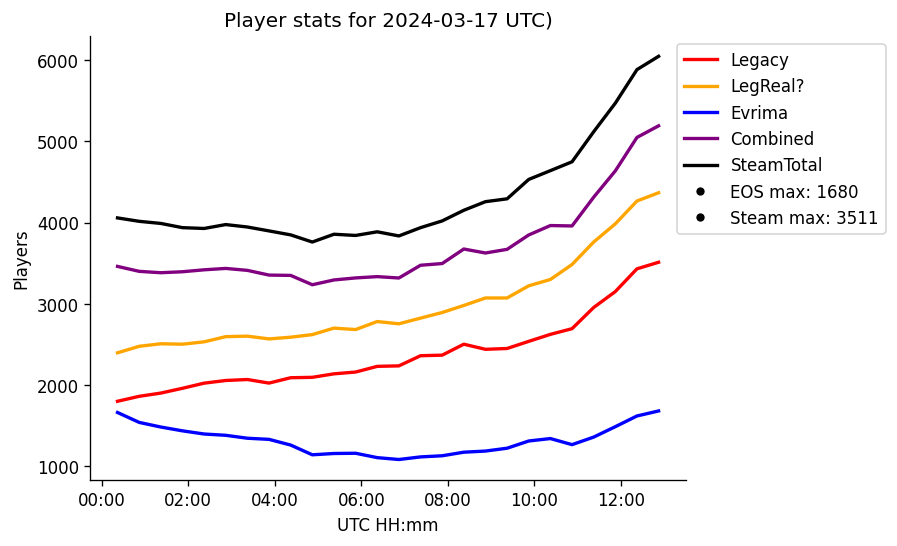 Player stats for 2024-03-17 UTC)
6000
5000
4000
3000
2000
1000
Players
00:00 02:00 04:00 06:00 08:00 10:00 12:00
UTC HH:mm
Legacy
LegReal?
Evrima
Combined
SteamTotal
EOS max: 1680
Steam max: 3511